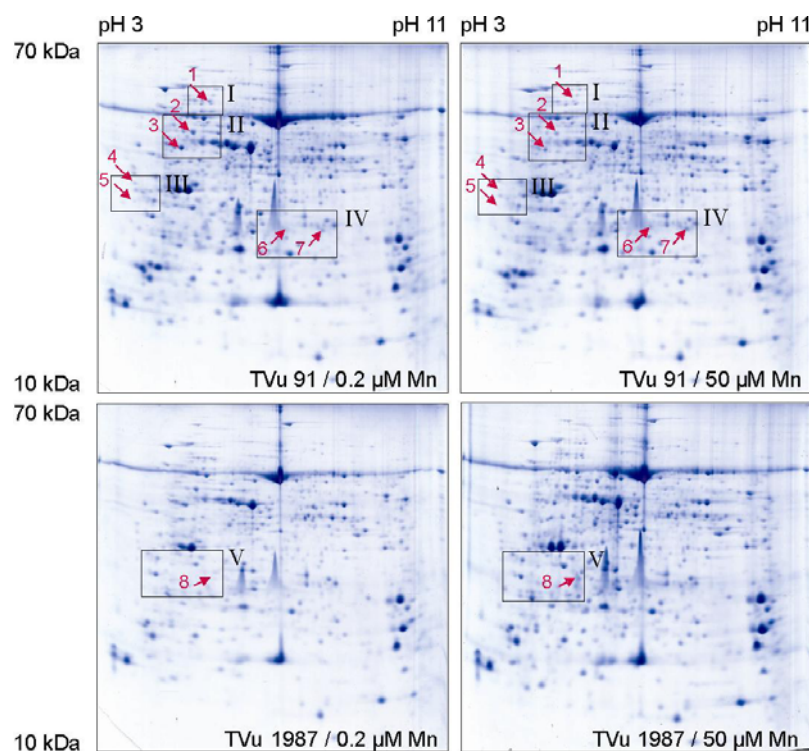 pH 3 pH 11 pH 3 pH 11
70 kDa
1 I 1 I
2 II 2 II
3 3
4 4
5 III 5 III
IV IV
6 7 6 7
10 kDa TVu 91 / 0.2 µM Mn TVu 91 / 50 µM Mn
70 kDa
V V
8 8
10 kDa TVu 1987 / 0.2 µM Mn TVu 1987 / 50 µM Mn